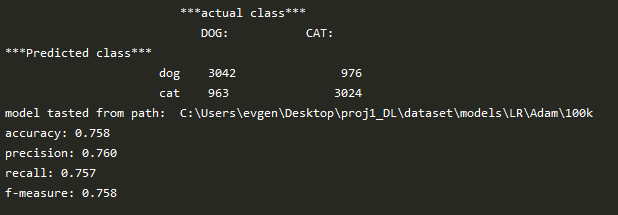 ***actual class***
DOG: CAT:
***Predicted class***
dog 3042 976
cat 963 3024
model tasted from path: C:\Users\evgen\Desktop\proj1_DL\dataset\models\LR\Adam\100k
accuracy: 0.758
precision: 0.760
recall: 0.757
f-measure: 0.758